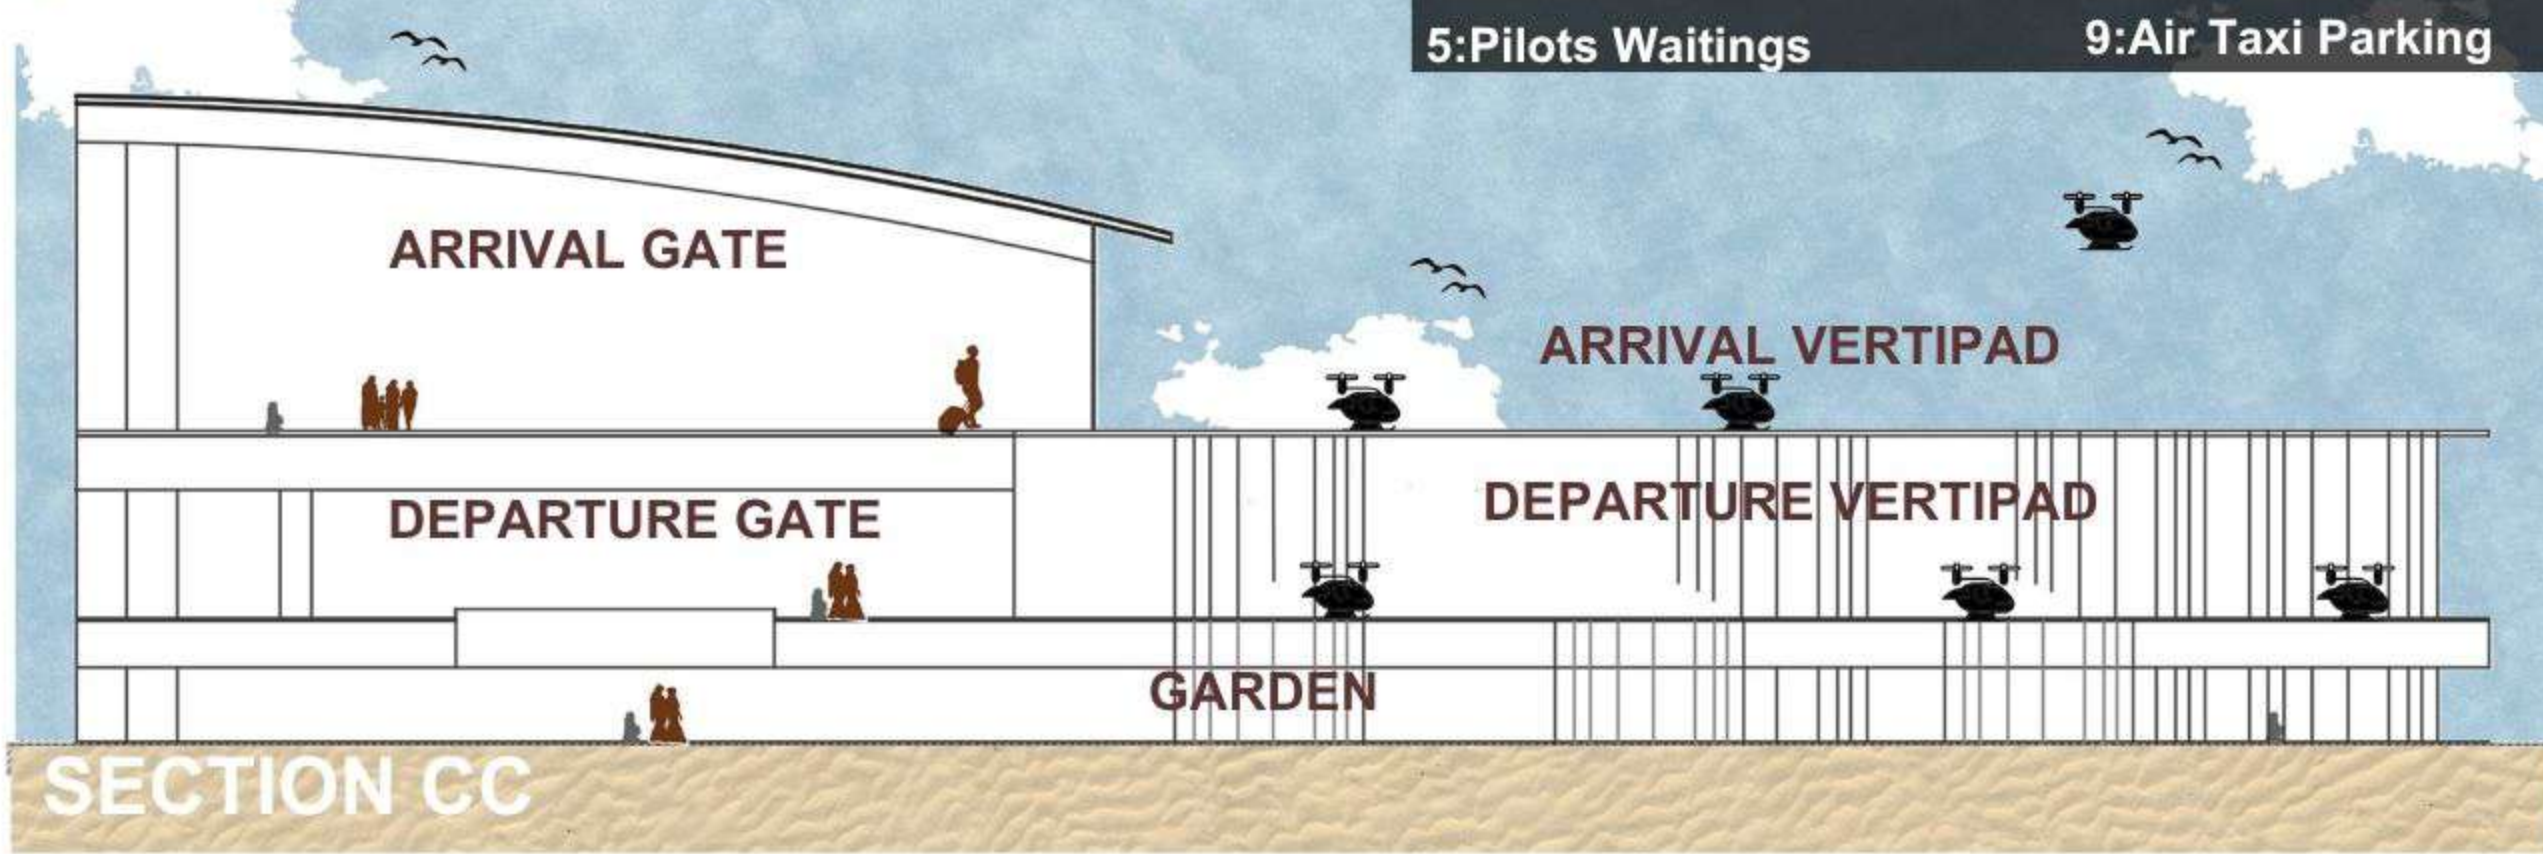 5:Pilots Waitings
9:Air Taxi Parking
ARRIVAL GATE
ARRIVAL VERTIPAD
DEPARTURE GATE
DEPARTURE VERTIPAD
GARDEN
SECTION CC